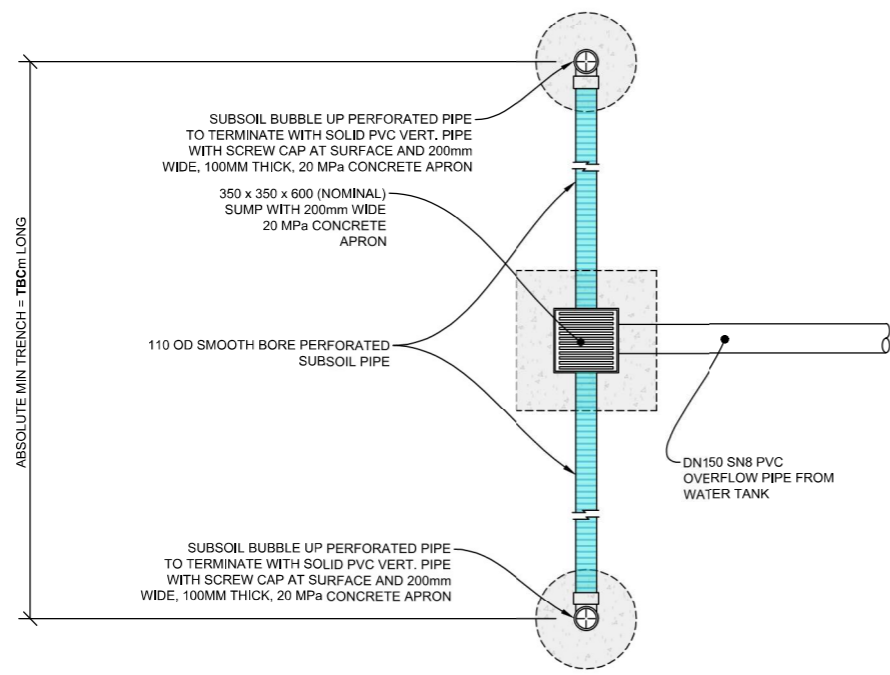 SUBSOIL BUBBLE UP PERFORATED PIPE
TO TERMINATE WITH SOLID PVC VERT. PIPE
WITH SCREW CAP AT SURFACE AND 200mm
WIDE, 100MM THICK, 20 MPa CONCRETE APRON
350 x 350 x 600 (NOMINAL)
SUMP WITH 200mm WIDE
20 MPa CONCRETE
APRON
ABSOLUTE MIN TRENCH = TBCm LONG
110 OD SMOOTH BORE PERFORATED
SUBSOIL PIPE
DN150 SN8 PVC
OVERFLOW PIPE FROM
WATER TANK
SUBSOIL BUBBLE UP PERFORATED PIPE
TO TERMINATE WITH SOLID PVC VERT. PIPE
WITH SCREW CAP AT SURFACE AND 200mm
WIDE, 100MM THICK, 20 MPa CONCRETE APRON